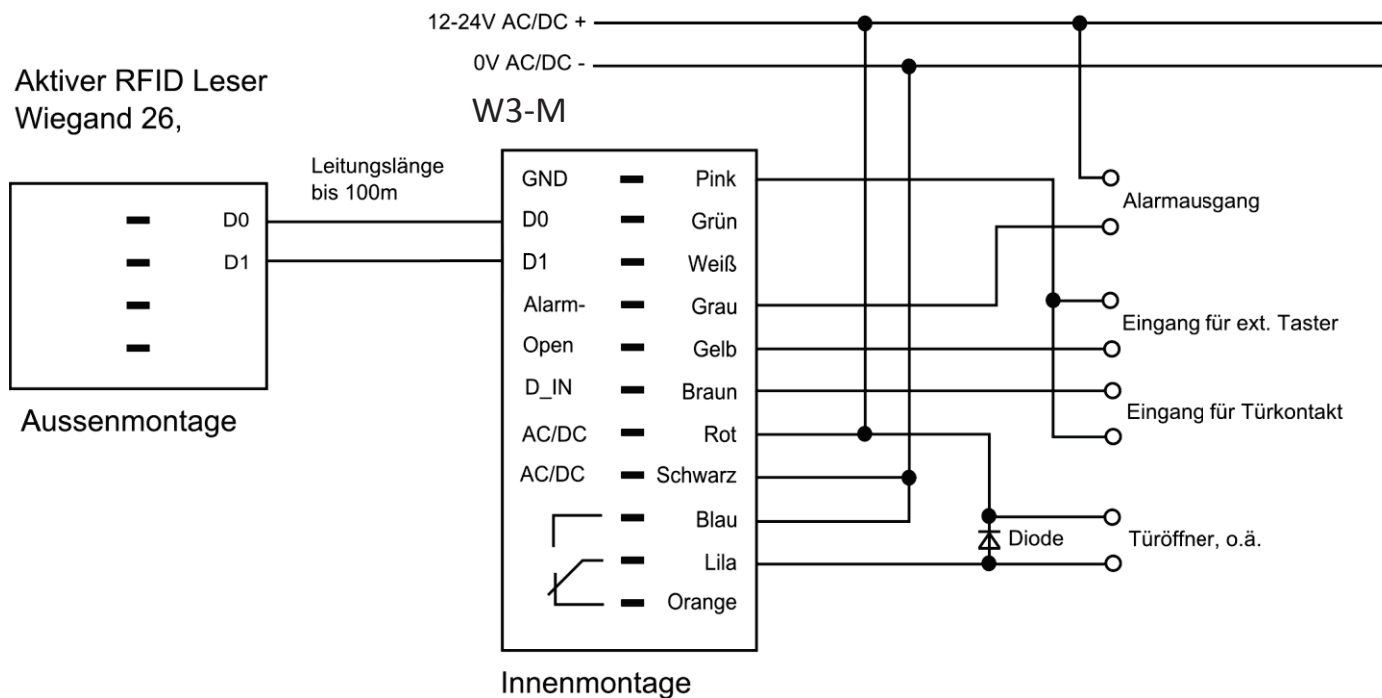 12-24V AC/DC +
0V AC/DC -
Aktiver RFID Leser
Wiegand 26,
W3-M
Leitungslänge
bis 100m
D0
D1
Aussenmontage
GND Pink
D0 Grün
D1 Weiß
Alarm- Grau
Open Gelb
D_IN Braun
AC/DC Rot
AC/DC Schwarz
Blau
Lila
Orange
Innenmontage
Alarmausgang
Eingang für ext. Taster
Eingang für Türkontakt
Diode
Türöffner, o.ä.